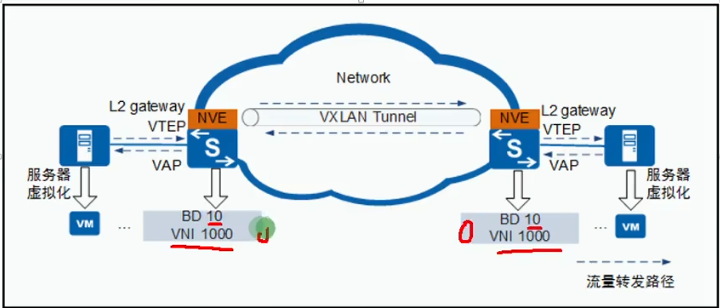 Network
L2 gateway
NVE
VXLAN Tunnel
NVE
L2 gateway
VTEP
VTEP
S
S
VAP
VAP
服务器
虚拟化
服务器
虚拟化
VM
...
BD 10
VNI 1000
BD 10
VNI 1000
...
VM
流量转发路径